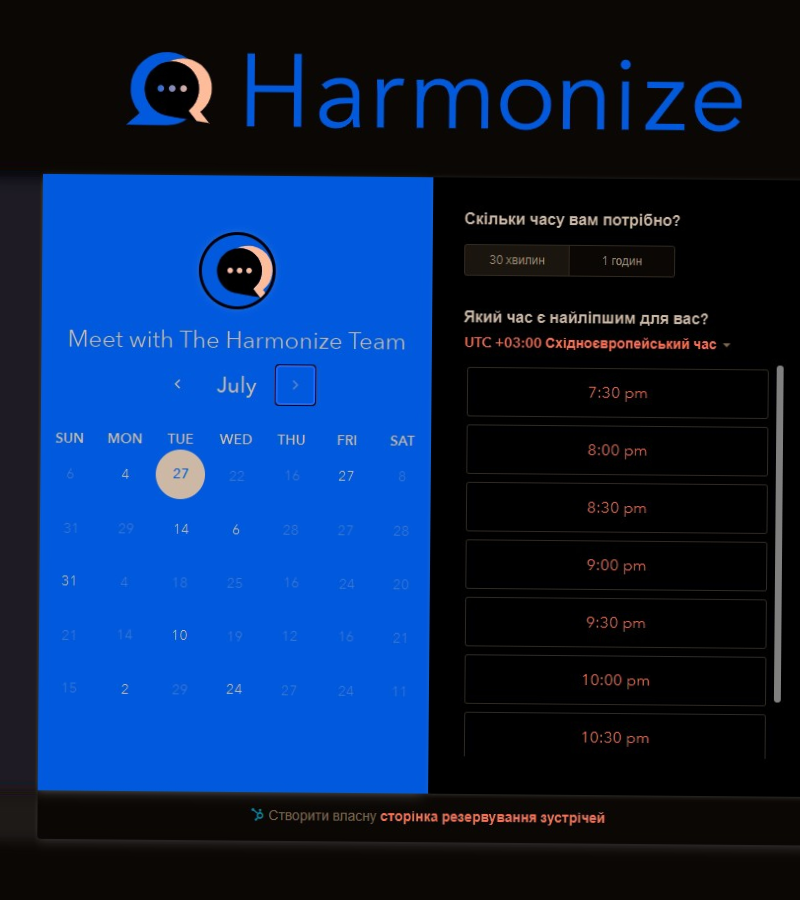 Harmonize
Meet with The Harmonize Team
July
SUN MON TUE WED THU FRI SAT
6 4 27 22 16 27 8
31 29 14 6 28 27 28
31 4 18 25 16 24 20
21 14 10 19 12 16 21
15 2 29 24 27 24 11
Скільки часу вам потрібно?
30 хвилин 1 годин
Який час є найліпшим для вас?
UTC +03:00 Східноєвропейський час
7:30 pm
8:00 pm
8:30 pm
9:00 pm
9:30 pm
10:00 pm
10:30 pm
Створити власну сторінка резервування зустрічей